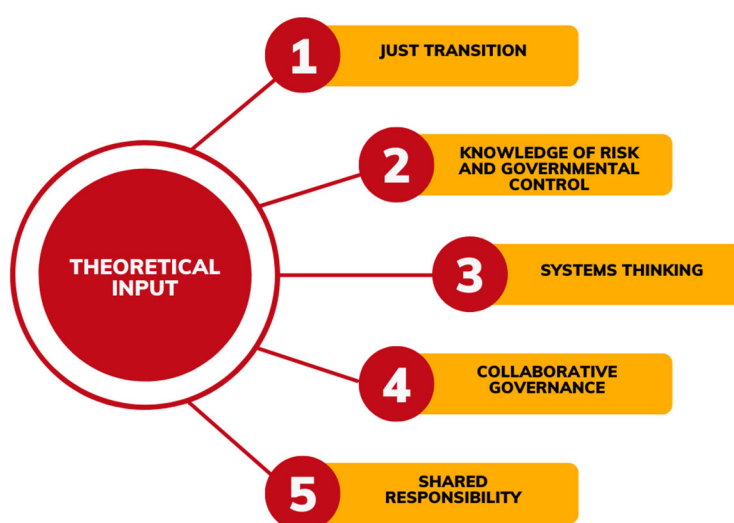 1
JUST TRANSITION
2
KNOWLEDGE OF RISK
AND GOVERNMENTAL
CONTROL
THEORETICAL
INPUT
3
SYSTEMS THINKING
4
COLLABORATIVE
GOVERNANCE
5
SHARED
RESPONSIBILITY